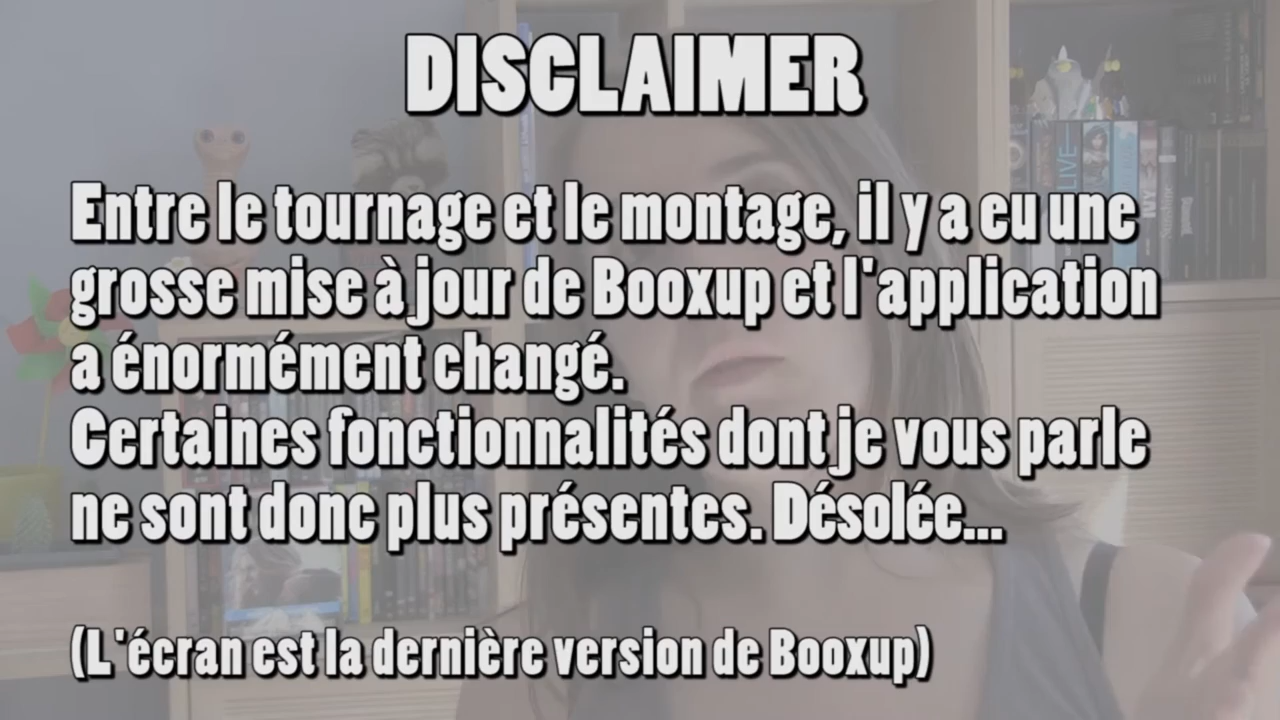 DISCLAIMER
Entre le tournage et le montage, il y a eu une
grosse mise à jour de Booxup et l'application
a énormément changé.
Certaines fonctionnalités dont je vous parle
ne sont donc plus présentes. Désolée...
(L'écran est la dernière version de Booxup)
LIVE